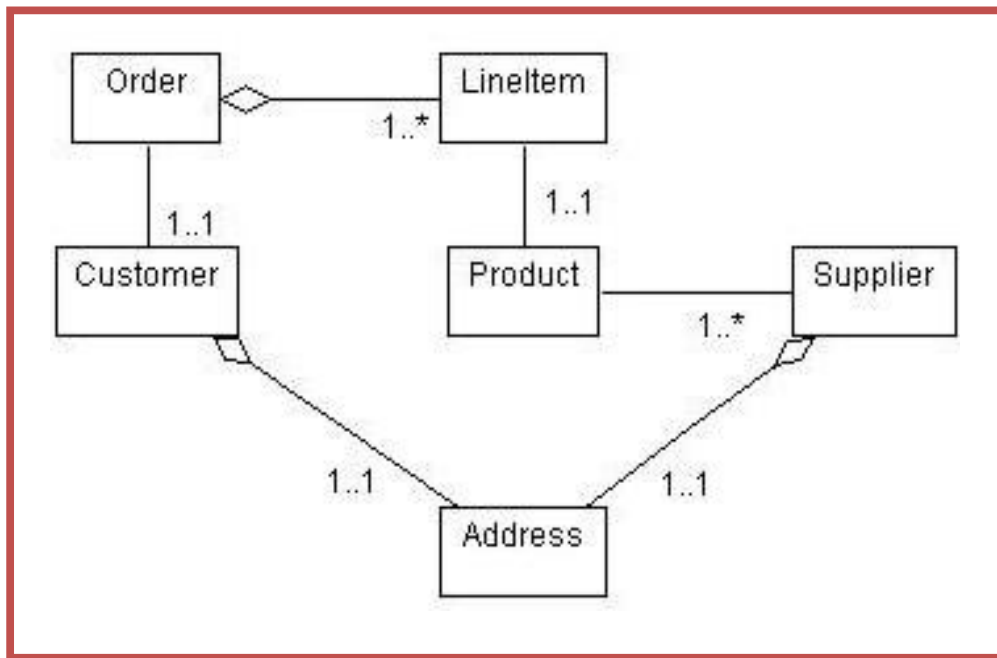 Order
LineItem
1..*
1..1
1..1
Customer
Product
Supplier
1..*
1..1
1..1
Address